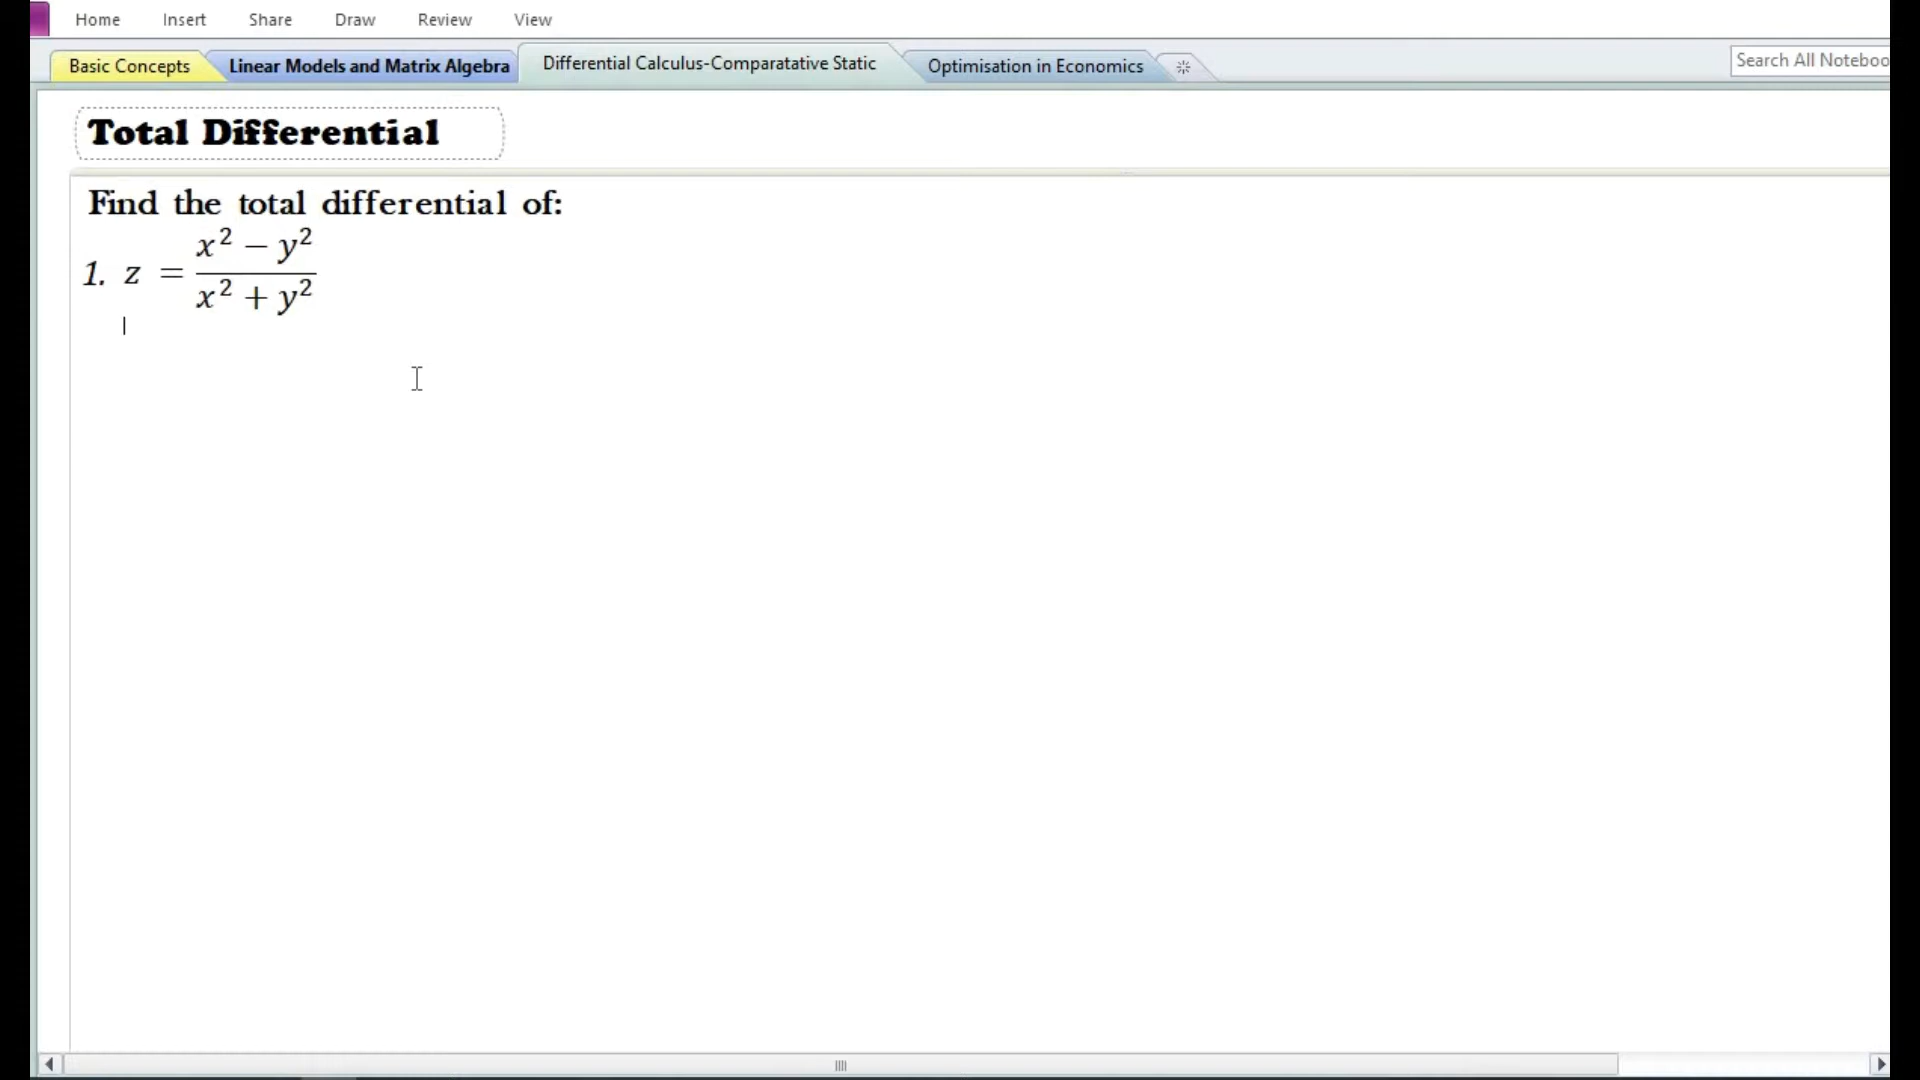 Home Insert Share Draw Review View
Basic Concepts Linear Models and Matrix Algebra Differential Calculus-Comparatative Static Optimisation in Economics Search All Noteboo
Total Differential
Find the total differential of:
1. z = (x² − y²)/(x² + y²)